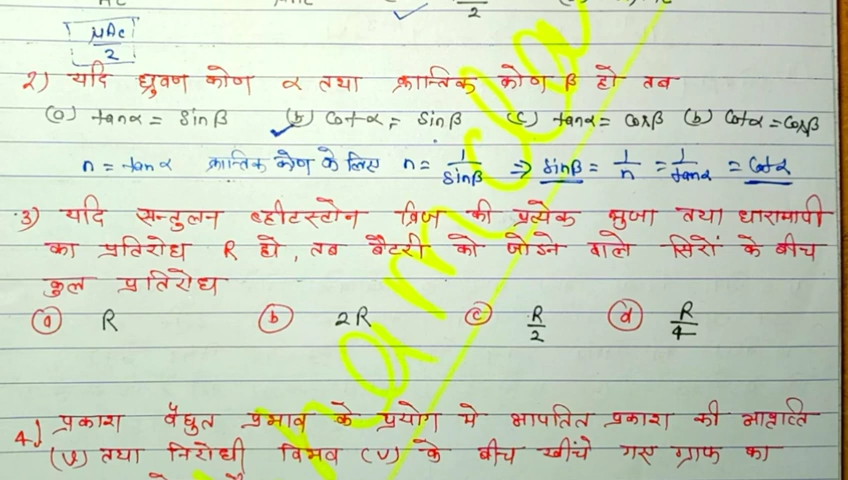 2
μAc
2
2) यदि ध्रुवण कोण α तथा क्रान्तिक कोण β हो तब
(a) tanα = Sinβ (b) Cotα = Sinβ (c) tanα = Cosβ (b) Cotα = Cosβ
n = tanα क्रान्तिक कोण के लिए n = 1/Sinβ ⇒ Sinβ = 1/n = 1/tanα = Cotα
3) यदि सन्तुलन व्हीटस्टोन ब्रिज की प्रत्येक भुजा तथा धारामापी
का प्रतिरोध R हो, तब बैटरी को जोडने वाले सिरों के बीच
कुल प्रतिरोध
(a) R (b) 2R (c) R/2 (d) R/4
4) प्रकाश वैद्युत प्रभाव के प्रयोग मे आपतित प्रकाश की आवृत्ति
(υ) तथा निरोधी विभव (V) के बीच खींचे गए ग्राफ का